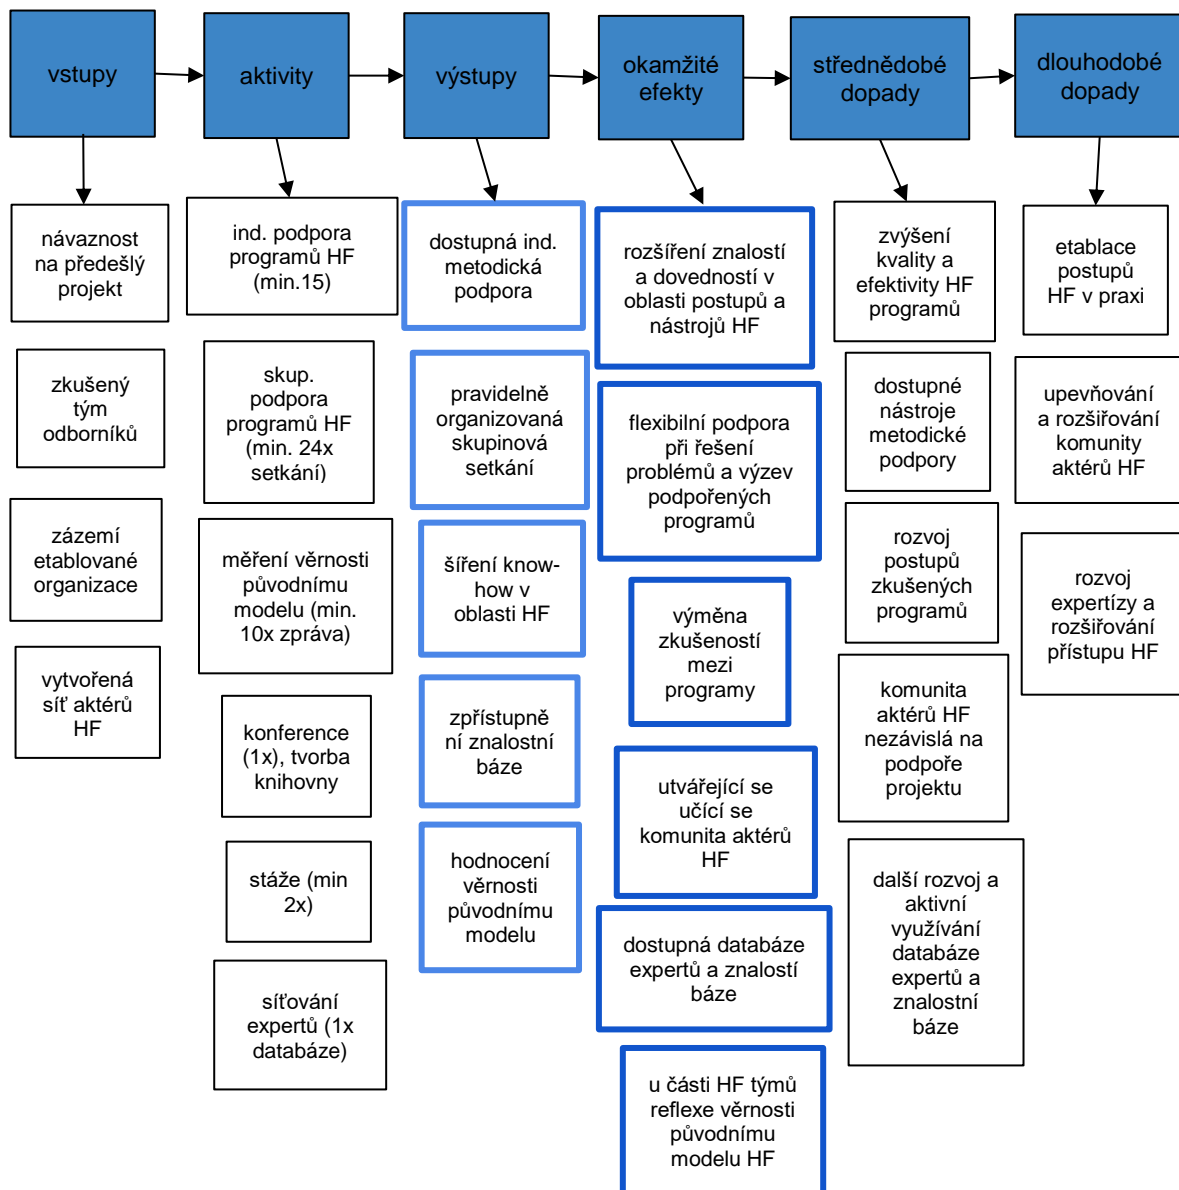 vstupy
aktivity
výstupy
okamžité
efekty
střednědobé
dopady
dlouhodobé
dopady
návaznost
na předešlý
projekt
zkušený
tým
odborníků
zázemí
etablované
organizace
vytvořená
síť aktérů
HF
ind. podpora
programů HF
(min.15)
skup.
podpora
programů HF
(min. 24x
setkání)
měření věrnosti
původnímu
modelu (min.
10x zpráva)
konference
(1x), tvorba
knihovny
stáže (min
2x)
síťování
expertů (1x
databáze)
dostupná ind.
metodická
podpora
pravidelně
organizovaná
skupinová
setkání
šíření know-
how v
oblasti HF
zpřístupně
ní znalostní
báze
hodnocení
věrnosti
původnímu
modelu
rozšíření znalostí
a dovedností v
oblasti postupů a
nástrojů HF
flexibilní podpora
při řešení
problémů a výzev
podpořených
programů
výměna
zkušeností
mezi
programy
utvářející se
učící se
komunita aktérů
HF
dostupná databáze
expertů a znalostí
báze
u části HF týmů
reflexe věrnosti
původnímu
modelu HF
zvýšení
kvality a
efektivity HF
programů
dostupné
nástroje
metodické
podpory
rozvoj
postupů
zkušených
programů
komunita
aktérů HF
nezávislá na
podpoře
projektu
další rozvoj a
aktivní
využívání
databáze
expertů a
znalostní
báze
etablace
postupů
HF v praxi
upevňování
a rozšiřování
komunity
aktérů HF
rozvoj
expertízy a
rozšiřování
přístupu HF